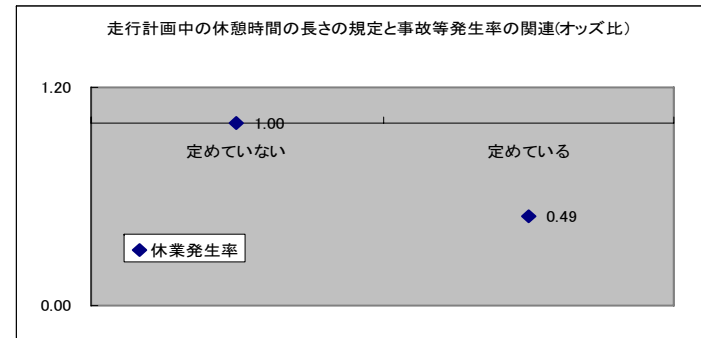 走行計画中の休憩時間の長さの規定と事故等発生率の関連(オッズ比)
1.20
1.00
定めていない 定めている
0.49
◆休業発生率
0.00